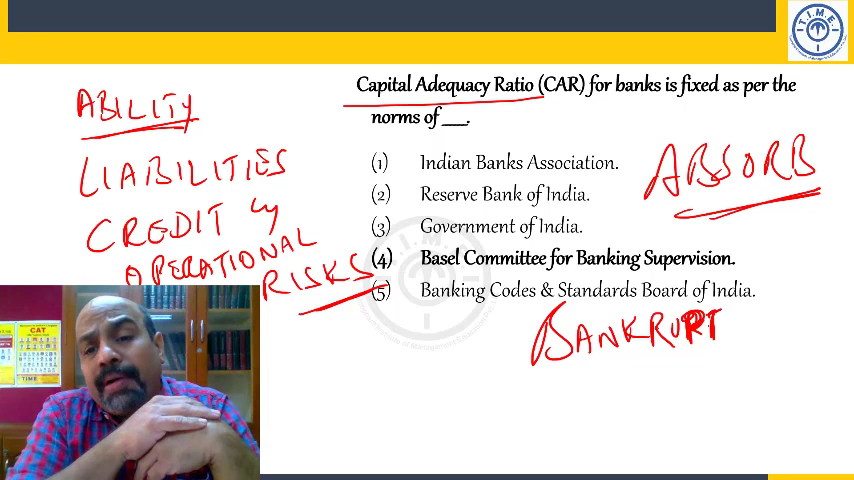 T.I.M.E.
Capital Adequacy Ratio (CAR) for banks is fixed as per the
norms of ___.
(1) Indian Banks Association.
(2) Reserve Bank of India.
(3) Government of India.
(4) Basel Committee for Banking Supervision.
(5) Banking Codes & Standards Board of India.
ABILITY
LIABILITIES
CREDIT
OPERATIONAL
RISKS
ABSORB
BANKRUPT
T.I.M.E.
CAT
TIME